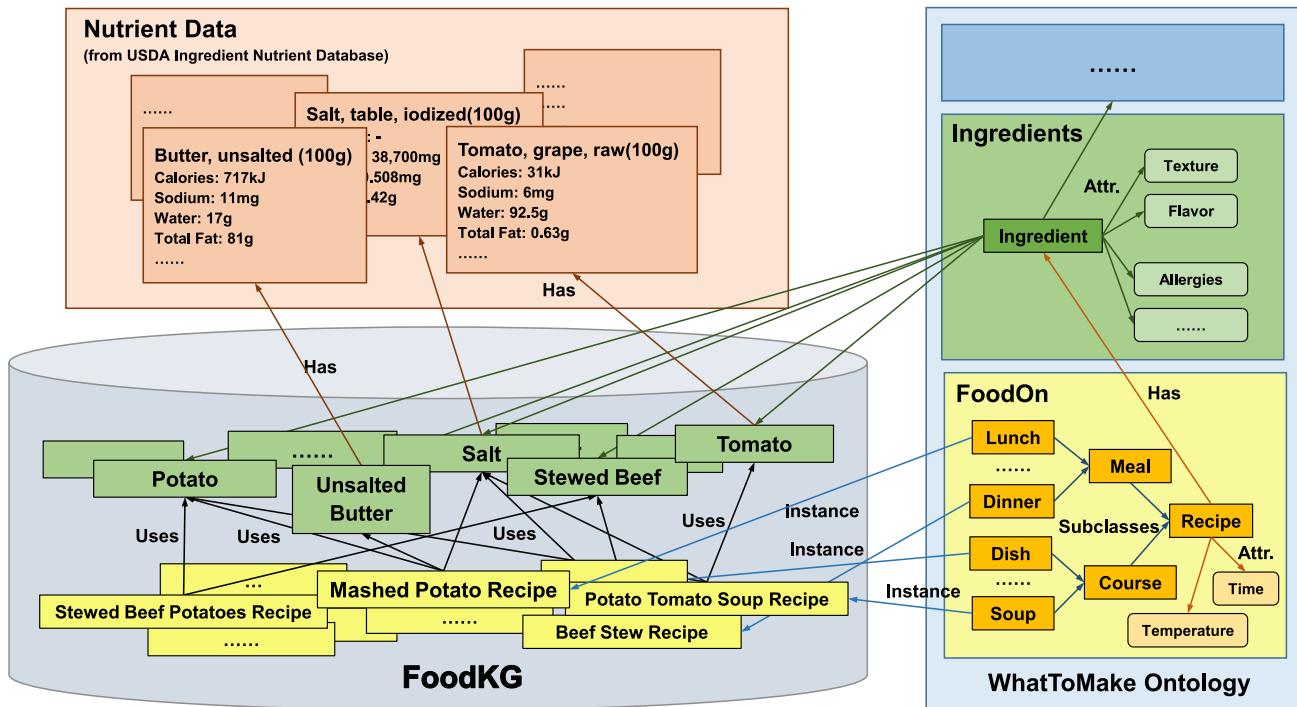 Nutrient Data
(from USDA Ingredient Nutrient Database)
......
......
.....
Salt, table, iodized(100g)
: -
38,700mg
.508mg
.42g
Butter, unsalted (100g)
Calories: 717kJ
Sodium: 11mg
Water: 17g
Total Fat: 81g
......
Tomato, grape, raw(100g)
Calories: 31kJ
Sodium: 6mg
Water: 92.5g
Total Fat: 0.63g
......
Has
Has
......
Salt
Tomato
Potato
Unsalted
Butter
Stewed Beef
Uses
Uses
Uses
Uses
...
Stewed Beef Potatoes Recipe
......
Mashed Potato Recipe
......
Potato Tomato Soup Recipe
Beef Stew Recipe
FoodKG
Instance
Instance
Instance
......
Ingredients
Attr.
Ingredient
Texture
Flavor
Allergies
......
Has
FoodOn
Lunch
......
Dinner
Meal
Subclasses
Recipe
Dish
......
Soup
Course
Attr.
Time
Temperature
WhatToMake Ontology